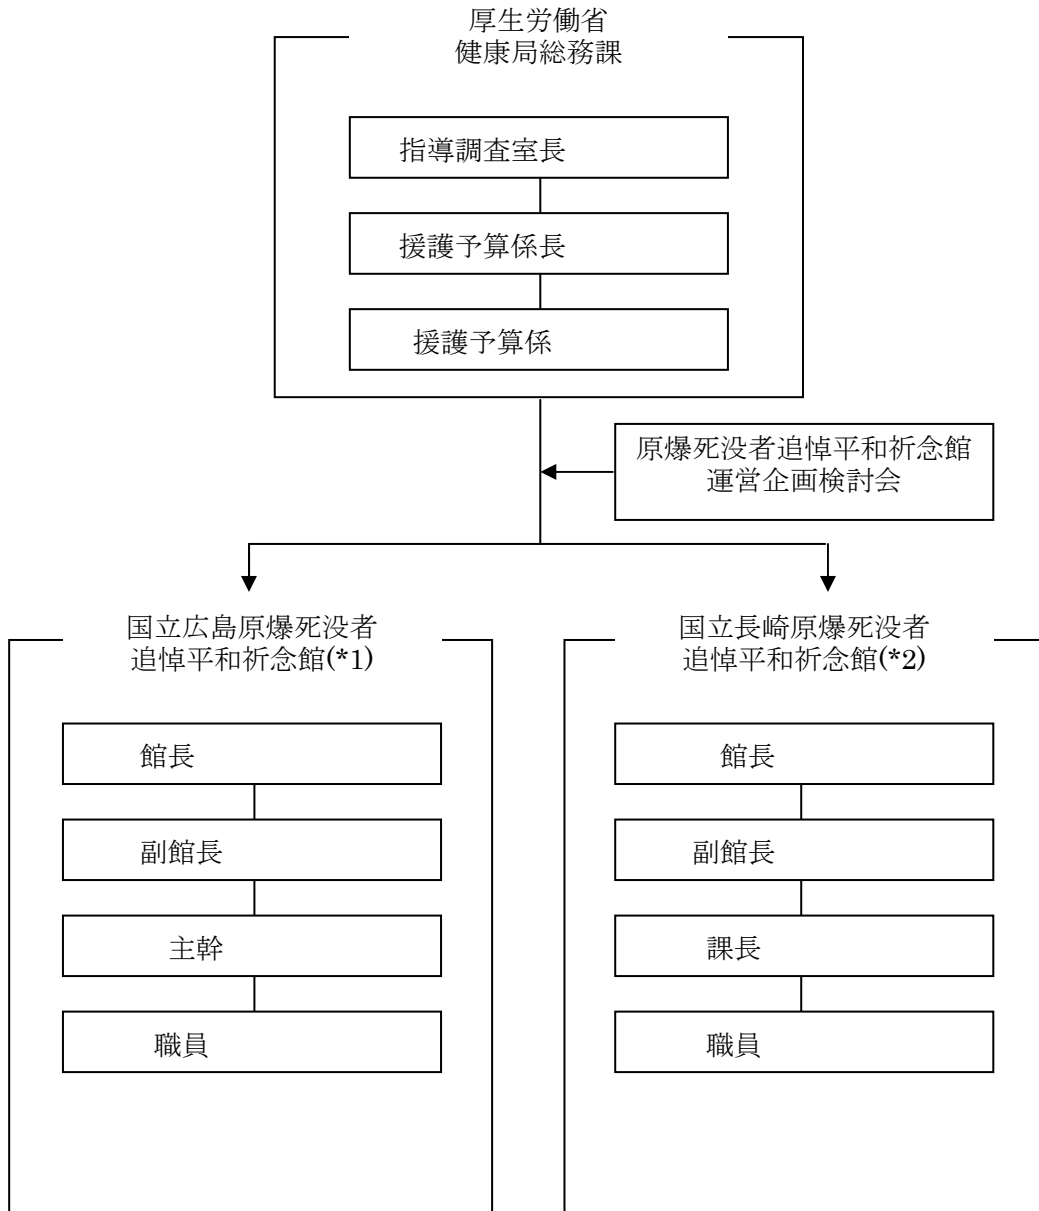 厚生労働省
健康局総務課
指導調査室長
援護予算係長
援護予算係
原爆死没者追悼平和祈念館
運営企画検討会
国立広島原爆死没者
追悼平和祈念館(*1)
館長
副館長
主幹
職員
国立長崎原爆死没者
追悼平和祈念館(*2)
館長
副館長
課長
職員